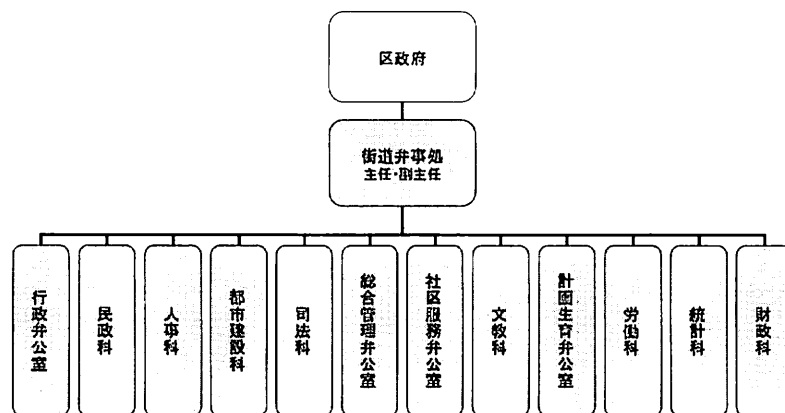 区政府
街道弁事処
主任・副主任
行政弁公室
民政科
人事科
都市建設科
司法科
総合管理弁公室
社区服務弁公室
文教科
計画生育弁公室
労働科
統計科
財政科